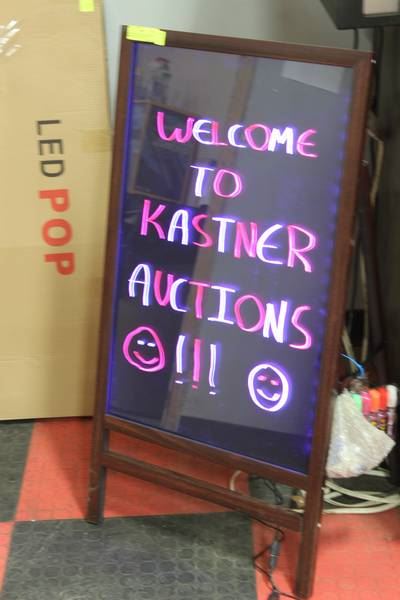 LED POP
WELCOME
TO
KASTNER
AUCTIONS
!!!